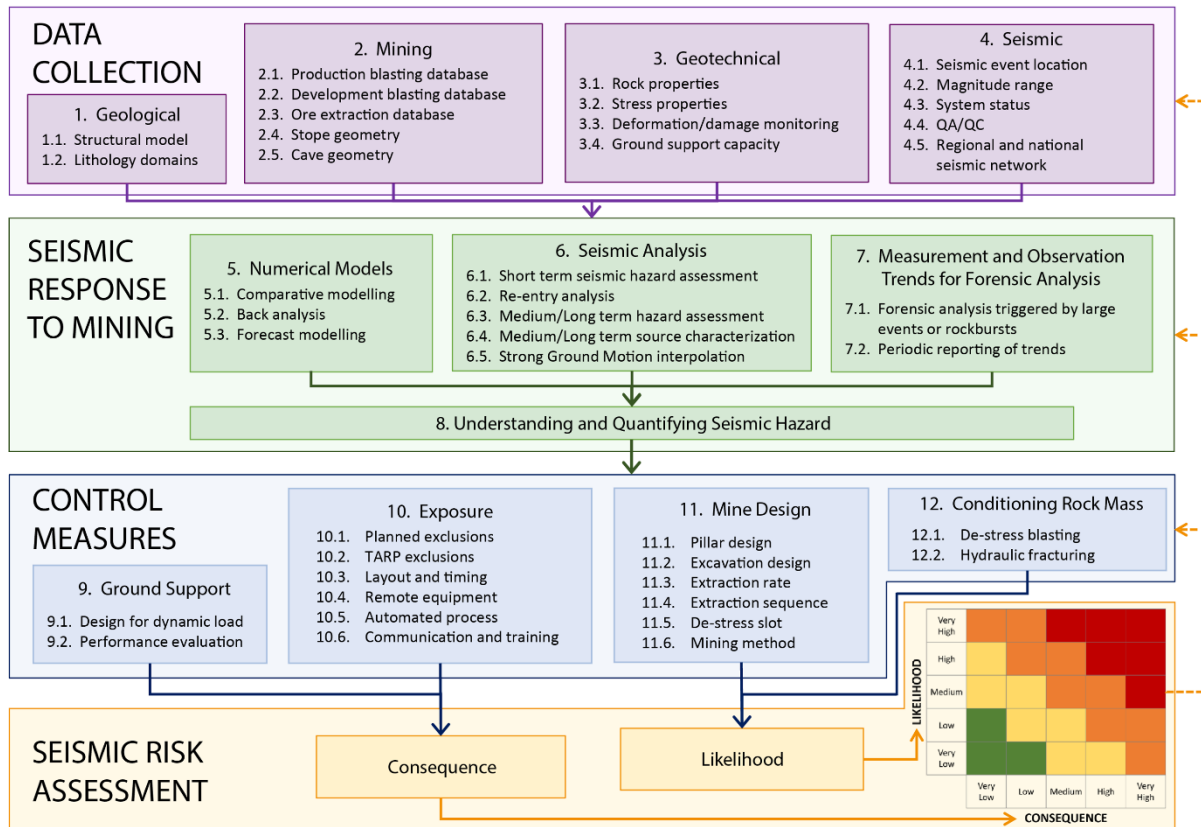 DATA
COLLECTION
1. Geological
1.1. Structural model
1.2. Lithology domains
2. Mining
2.1. Production blasting database
2.2. Development blasting database
2.3. Ore extraction database
2.4. Stope geometry
2.5. Cave geometry
3. Geotechnical
3.1. Rock properties
3.2. Stress properties
3.3. Deformation/damage monitoring
3.4. Ground support capacity
4. Seismic
4.1. Seismic event location
4.2. Magnitude range
4.3. System status
4.4. QA/QC
4.5. Regional and national
seismic network
SEISMIC
RESPONSE
TO MINING
5. Numerical Models
5.1. Comparative modelling
5.2. Back analysis
5.3. Forecast modelling
6. Seismic Analysis
6.1. Short term seismic hazard assessment
6.2. Re-entry analysis
6.3. Medium/Long term hazard assessment
6.4. Medium/Long term source characterization
6.5. Strong Ground Motion interpolation
7. Measurement and Observation
Trends for Forensic Analysis
7.1. Forensic analysis triggered by large
events or rockbursts
7.2. Periodic reporting of trends
8. Understanding and Quantifying Seismic Hazard
CONTROL
MEASURES
9. Ground Support
9.1. Design for dynamic load
9.2. Performance evaluation
10. Exposure
10.1. Planned exclusions
10.2. TARP exclusions
10.3. Layout and timing
10.4. Remote equipment
10.5. Automated process
10.6. Communication and training
11. Mine Design
11.1. Pillar design
11.2. Excavation design
11.3. Extraction rate
11.4. Extraction sequence
11.5. De-stress slot
11.6. Mining method
12. Conditioning Rock Mass
12.1. De-stress blasting
12.2. Hydraulic fracturing
SEISMIC RISK
ASSESSMENT
Consequence
Likelihood
LIKELIHOOD
Very
High
High
Medium
Low
Very
Low
Very
Low
Low
Medium
High
Very
High
CONSEQUENCE